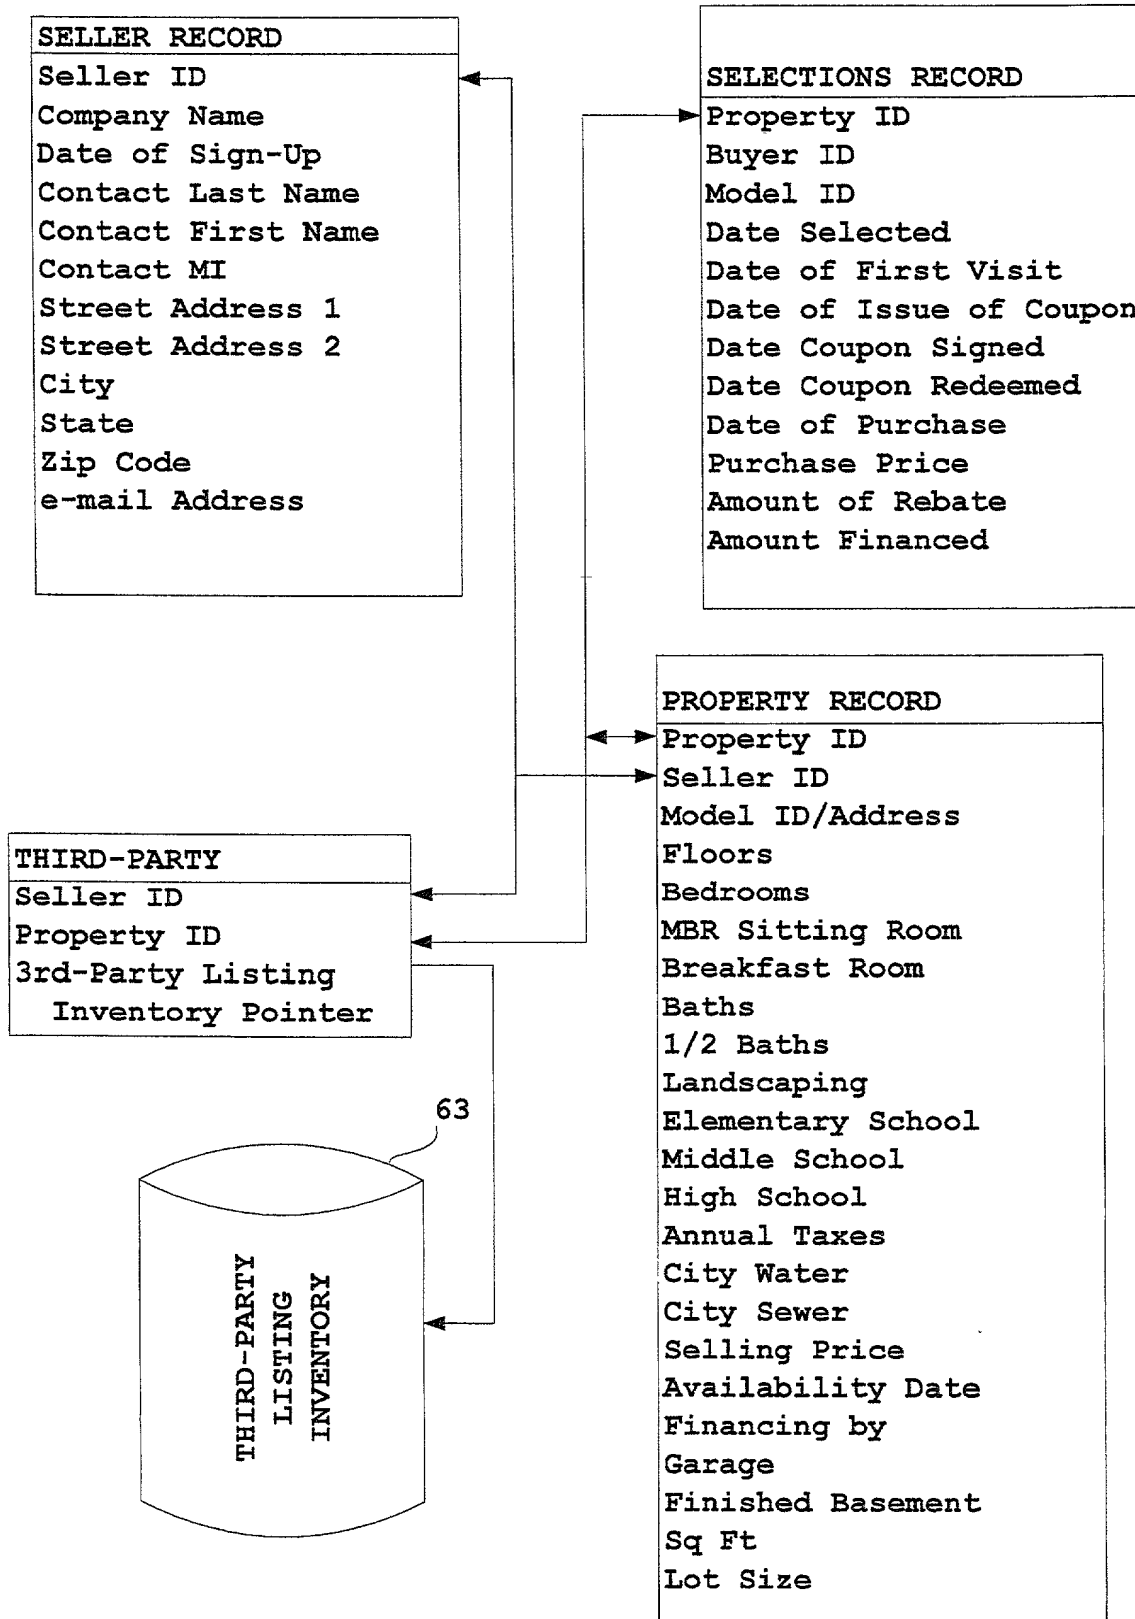 SELLER RECORD
Seller ID
Company Name
Date of Sign-Up
Contact Last Name
Contact First Name
Contact MI
Street Address 1
Street Address 2
City
State
Zip Code
e-mail Address
SELECTIONS RECORD
Property ID
Buyer ID
Model ID
Date Selected
Date of First Visit
Date of Issue of Coupon
Date Coupon Signed
Date Coupon Redeemed
Date of Purchase
Purchase Price
Amount of Rebate
Amount Financed
THIRD-PARTY
Seller ID
Property ID
3rd-Party Listing
Inventory Pointer
63
THIRD-PARTY
LISTING
INVENTORY
PROPERTY RECORD
Property ID
Seller ID
Model ID/Address
Floors
Bedrooms
MBR Sitting Room
Breakfast Room
Baths
1/2 Baths
Landscaping
Elementary School
Middle School
High School
Annual Taxes
City Water
City Sewer
Selling Price
Availability Date
Financing by
Garage
Finished Basement
Sq Ft
Lot Size